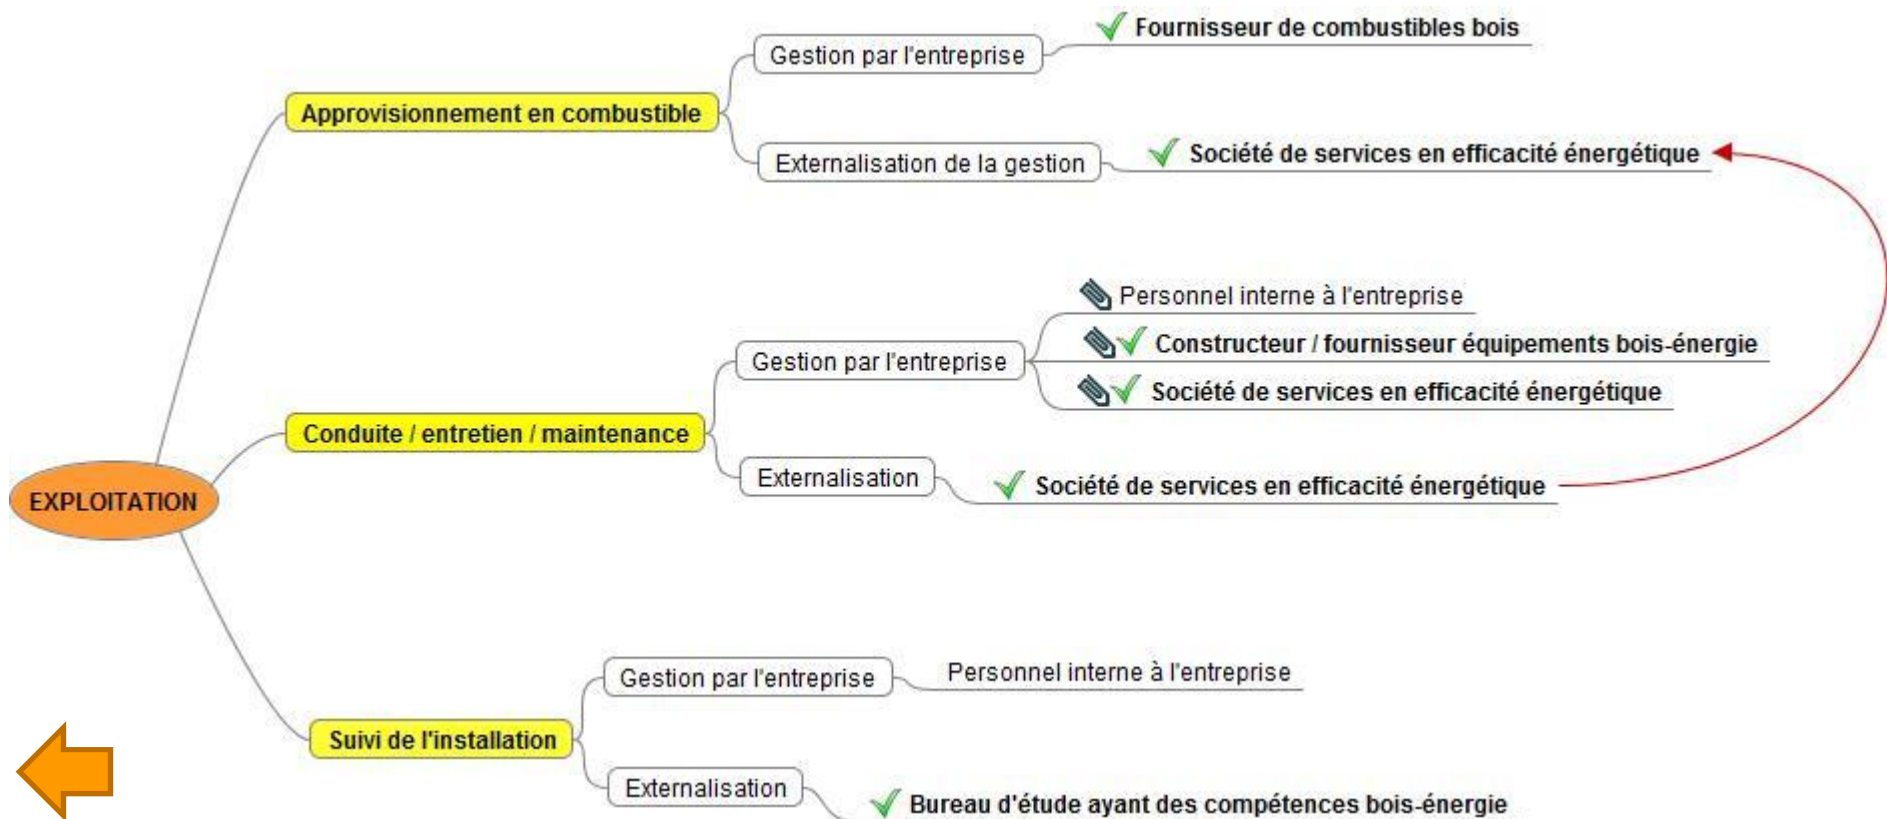 Fournisseur de combustibles bois
Gestion par l'entreprise
Approvisionnement en combustible
Externalisation de la gestion
Société de services en efficacité énergétique
Personnel interne à l'entreprise
Constructeur / fournisseur équipements bois-énergie
Gestion par l'entreprise
Société de services en efficacité énergétique
Conduite / entretien / maintenance
Externalisation
Société de services en efficacité énergétique
EXPLOITATION
Gestion par l'entreprise
Personnel interne à l'entreprise
Suivi de l'installation
Externalisation
Bureau d'étude ayant des compétences bois-énergie